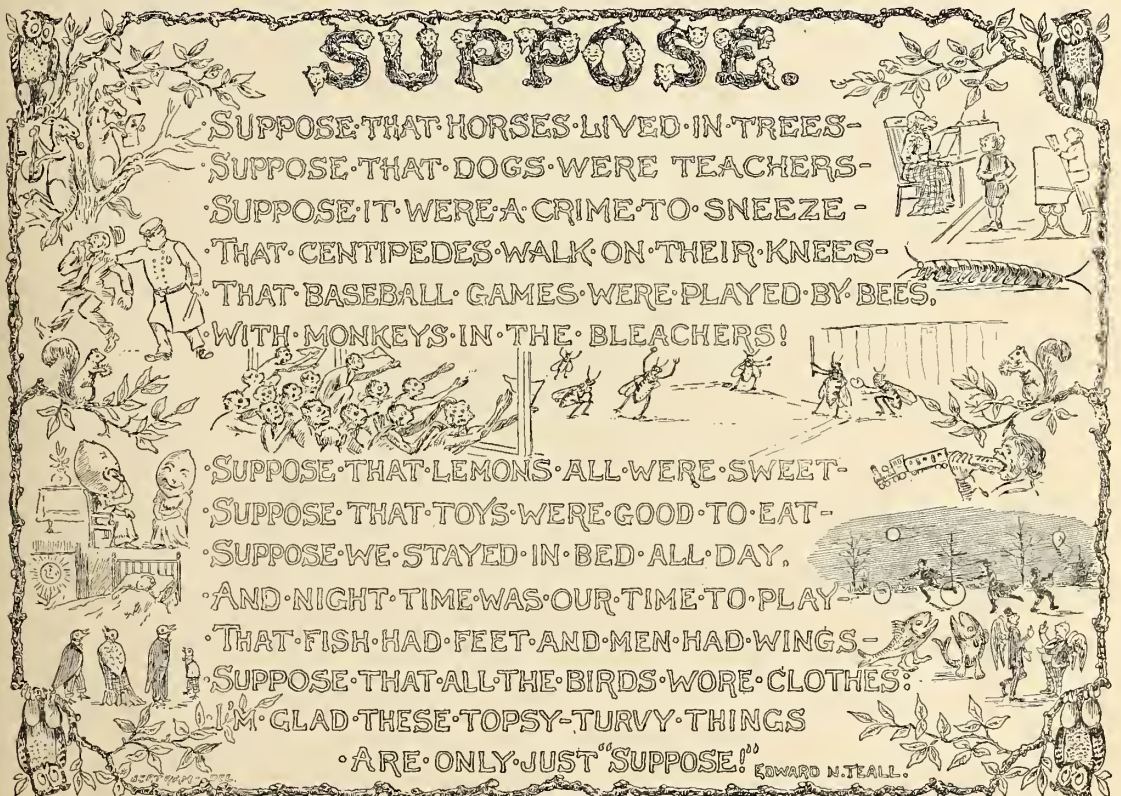 SUPPOSE.
SUPPOSE·THAT·HORSES·LIVED·IN·TREES-
SUPPOSE·THAT·DOGS·WERE TEACHERS-
SUPPOSE·IT·WERE·A·CRIME·TO·SNEEZE-
THAT·CENTIPEDES·WALK·ON·THEIR·KNEES-
THAT·BASEBALL·GAMES·WERE·PLAYED·BY·BEES,
WITH·MONKEYS·IN·THE·BLEACHERS!
SUPPOSE·THAT·LEMONS·ALL·WERE·SWEET-
SUPPOSE·THAT·TOYS·WERE·GOOD·TO·EAT-
SUPPOSE·WE·STAYED·IN·BED·ALL·DAY,
AND·NIGHT·TIME·WAS·OUR·TIME·TO·PLAY-
THAT·FISH·HAD·FEET·AND·MEN·HAD·WINGS-
SUPPOSE·THAT·ALL·THE·BIRDS·WORE·CLOTHES:
I'M·GLAD·THESE·TOPSY-TURVY·THINGS
ARE·ONLY·JUST "SUPPOSE!"
EDWARD N. TEALL.